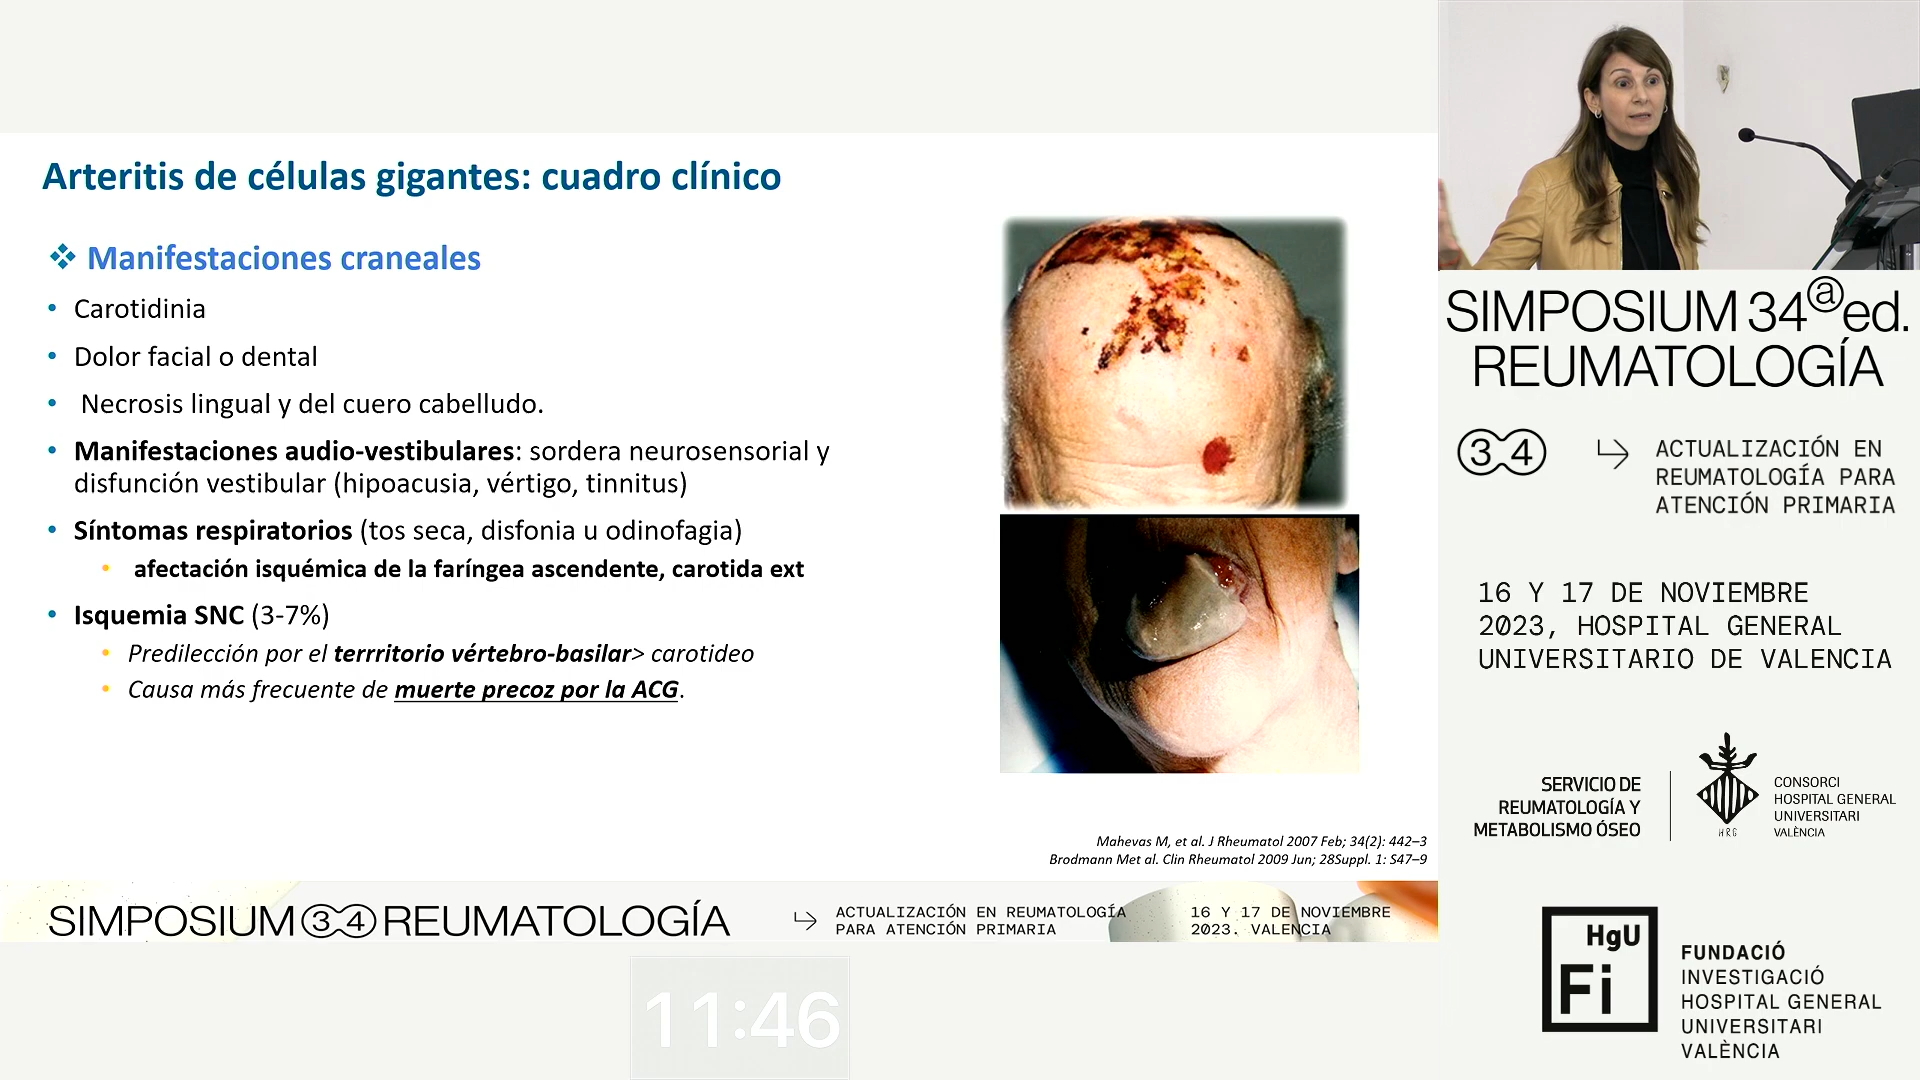 Arteritis de células gigantes: cuadro clínico
Manifestaciones craneales
Carotidinia
Dolor facial o dental
Necrosis lingual y del cuero cabelludo.
Manifestaciones audio-vestibulares: sordera neurosensorial y
disfunción vestibular (hipoacusia, vértigo, tinnitus)
Síntomas respiratorios (tos seca, disfonia u odinofagia)
afectación isquémica de la faríngea ascendente, carotida ext
Isquemia SNC (3-7%)
Predilección por el terrritorio vértebro-basilar> carotideo
Causa más frecuente de muerte precoz por la ACG.
Mahevas M, et al. J Rheumatol 2007 Feb; 34(2): 442–3
Brodmann Met al. Clin Rheumatol 2009 Jun; 28Suppl. 1: S47–9
SIMPOSIUM 34 REUMATOLOGÍA
ACTUALIZACIÓN EN REUMATOLOGÍA
PARA ATENCIÓN PRIMARIA
16 Y 17 DE NOVIEMBRE
2023. VALENCIA
11:46
SIMPOSIUM 34ªed.
REUMATOLOGÍA
34
ACTUALIZACIÓN EN
REUMATOLOGÍA PARA
ATENCIÓN PRIMARIA
16 Y 17 DE NOVIEMBRE
2023, HOSPITAL GENERAL
UNIVERSITARIO DE VALENCIA
SERVICIO DE
REUMATOLOGÍA Y
METABOLISMO ÓSEO
HRG
CONSORCI
HOSPITAL GENERAL
UNIVERSITARI
VALÈNCIA
HgU
Fi
FUNDACIÓ
INVESTIGACIÓ
HOSPITAL GENERAL
UNIVERSITARI
VALÈNCIA